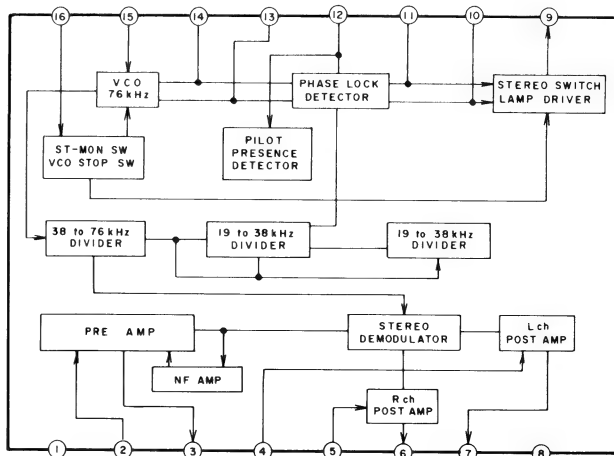 16 15 14 13 12 11 10 9
VCO
76kHz
PHASE LOCK
DETECTOR
STEREO SWITCH
LAMP DRIVER
ST-MON SW
VCO STOP SW
PILOT
PRESENCE
DETECTOR
38 to 76kHz
DIVIDER
19 to 38kHz
DIVIDER
19 to 38kHz
DIVIDER
PRE AMP
STEREO
DEMODULATOR
Lch
POST AMP
NF AMP
Rch
POST AMP
1 2 3 4 5 6 7 8